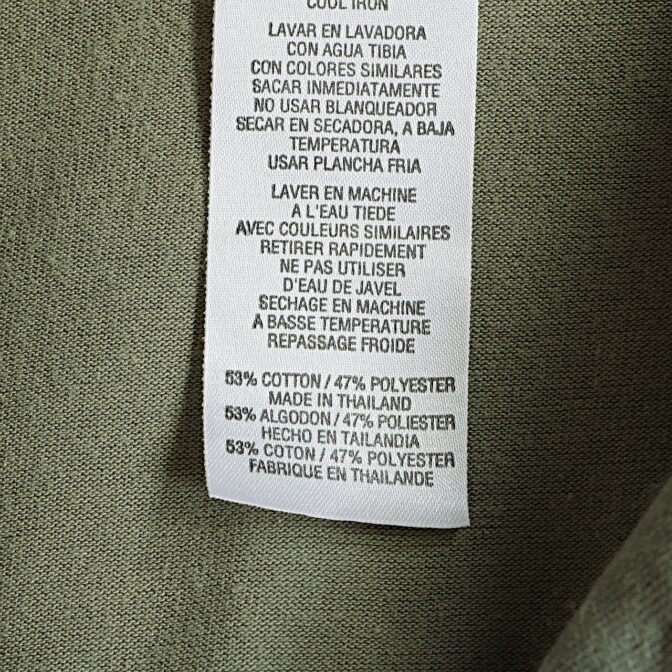 COOL IRON
LAVAR EN LAVADORA
CON AGUA TIBIA
CON COLORES SIMILARES
SACAR INMEDIATAMENTE
NO USAR BLANQUEADOR
SECAR EN SECADORA, A BAJA
TEMPERATURA
USAR PLANCHA FRIA
LAVER EN MACHINE
A L'EAU TIEDE
AVEC COULEURS SIMILAIRES
RETIRER RAPIDEMENT
NE PAS UTILISER
D'EAU DE JAVEL
SECHAGE EN MACHINE
A BASSE TEMPERATURE
REPASSAGE FROIDE
53% COTTON / 47% POLYESTER
MADE IN THAILAND
53% ALGODON / 47% POLIESTER
HECHO EN TAILANDIA
53% COTON / 47% POLYESTER
FABRIQUE EN THAILANDE